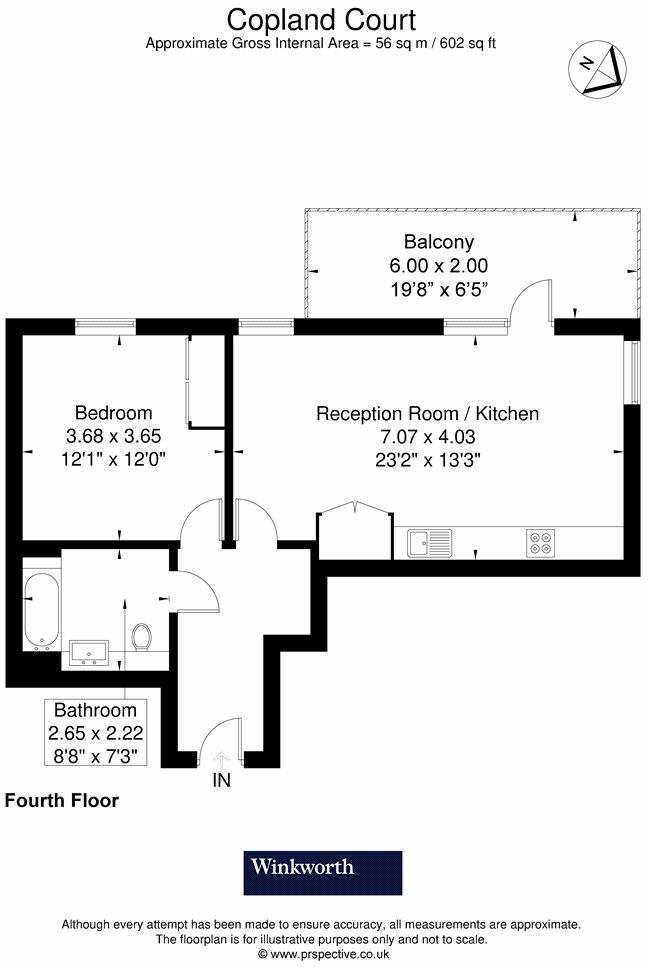 Copland Court
Approximate Gross Internal Area = 56 sq m / 602 sq ft
N
Balcony
6.00 x 2.00
19'8" x 6'5"
Bedroom
3.68 x 3.65
12'1" x 12'0"
Reception Room / Kitchen
7.07 x 4.03
23'2" x 13'3"
Bathroom
2.65 x 2.22
8'8" x 7'3"
IN
Fourth Floor
Winkworth
Although every attempt has been made to ensure accuracy, all measurements are approximate.
The floorplan is for illustrative purposes only and not to scale.
© www.prspective.co.uk